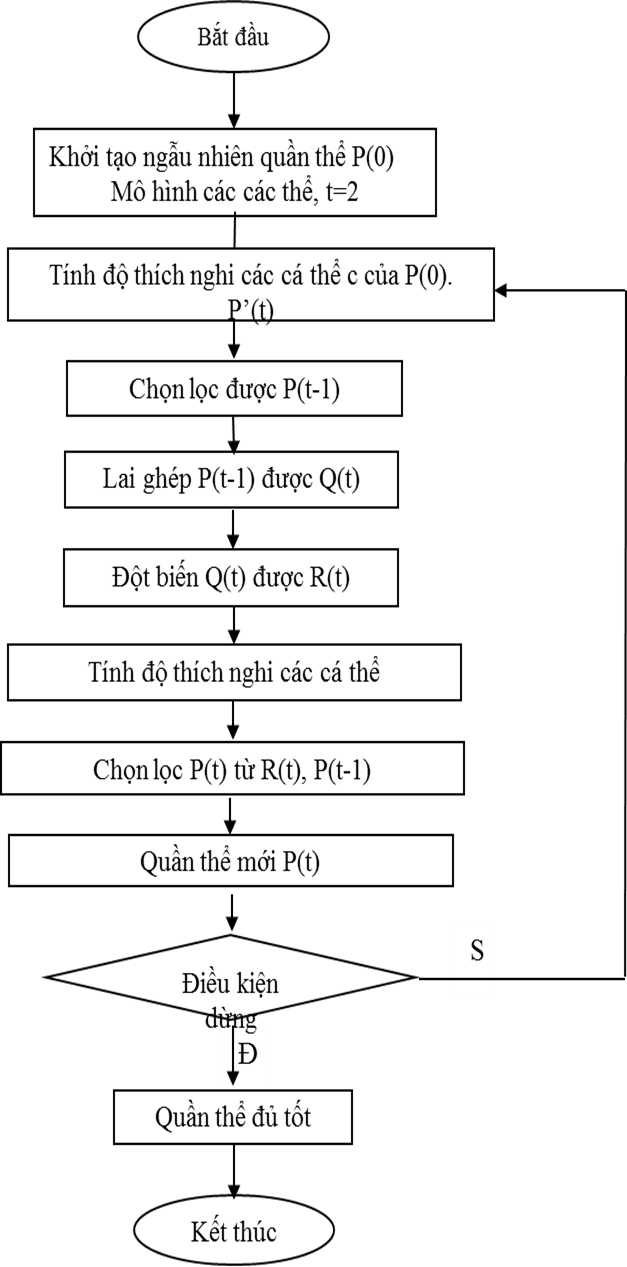 Bắt đầu
Khởi tạo ngẫu nhiên quần thể P(0)
Mô hình các các thể, t=2
Tính độ thích nghi các cá thể c của P(0).
P’(t)
Chọn lọc được P(t-1)
Lai ghép P(t-1) được Q(t)
Đột biến Q(t) được R(t)
Tính độ thích nghi các cá thể
Chọn lọc P(t) từ R(t), P(t-1)
Quần thể mới P(t)
S
Điều kiện
dừng
Đ
Quần thể đủ tốt
Kết thúc